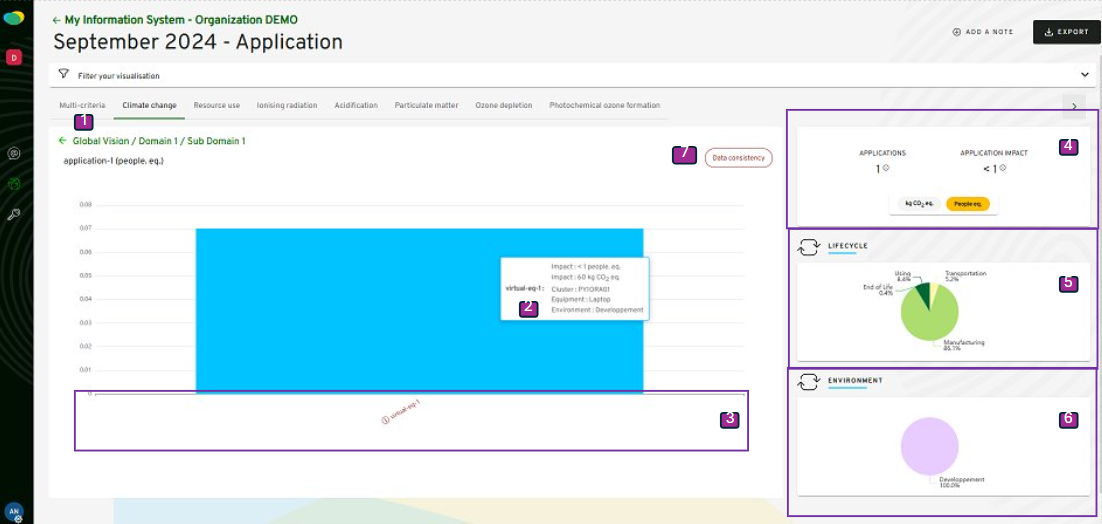 ← My Information System - Organization DEMO
September 2024 - Application
ADD A NOTE
EXPORT
D
Filter your visualisation
Multi-criteria
Climate change
Resource use
Ionising radiation
Acidification
Particulate matter
Ozone depletion
Photochemical ozone formation
1
← Global Vision / Domain 1 / Sub Domain 1
application-1 (people. eq.)
7
Data consistency
0.08
0.07
0.06
0.05
0.04
0.03
0.02
0.01
0
virtual-eq-1 :
Impact : < 1 people. eq.
Impact : 60 kg CO₂ eq.
Cluster : PY1ORA01
Equipment : Laptop
Environment : Developpement
2
virtual-eq-1
3
APPLICATIONS
1
APPLICATION IMPACT
< 1
4
kg CO₂ eq.
People eq.
LIFECYCLE
Using
8.4%
Transportation
5.2%
End of Life
0.4%
Manufacturing
86.1%
5
ENVIRONMENT
Developpement
100.0%
6
AN